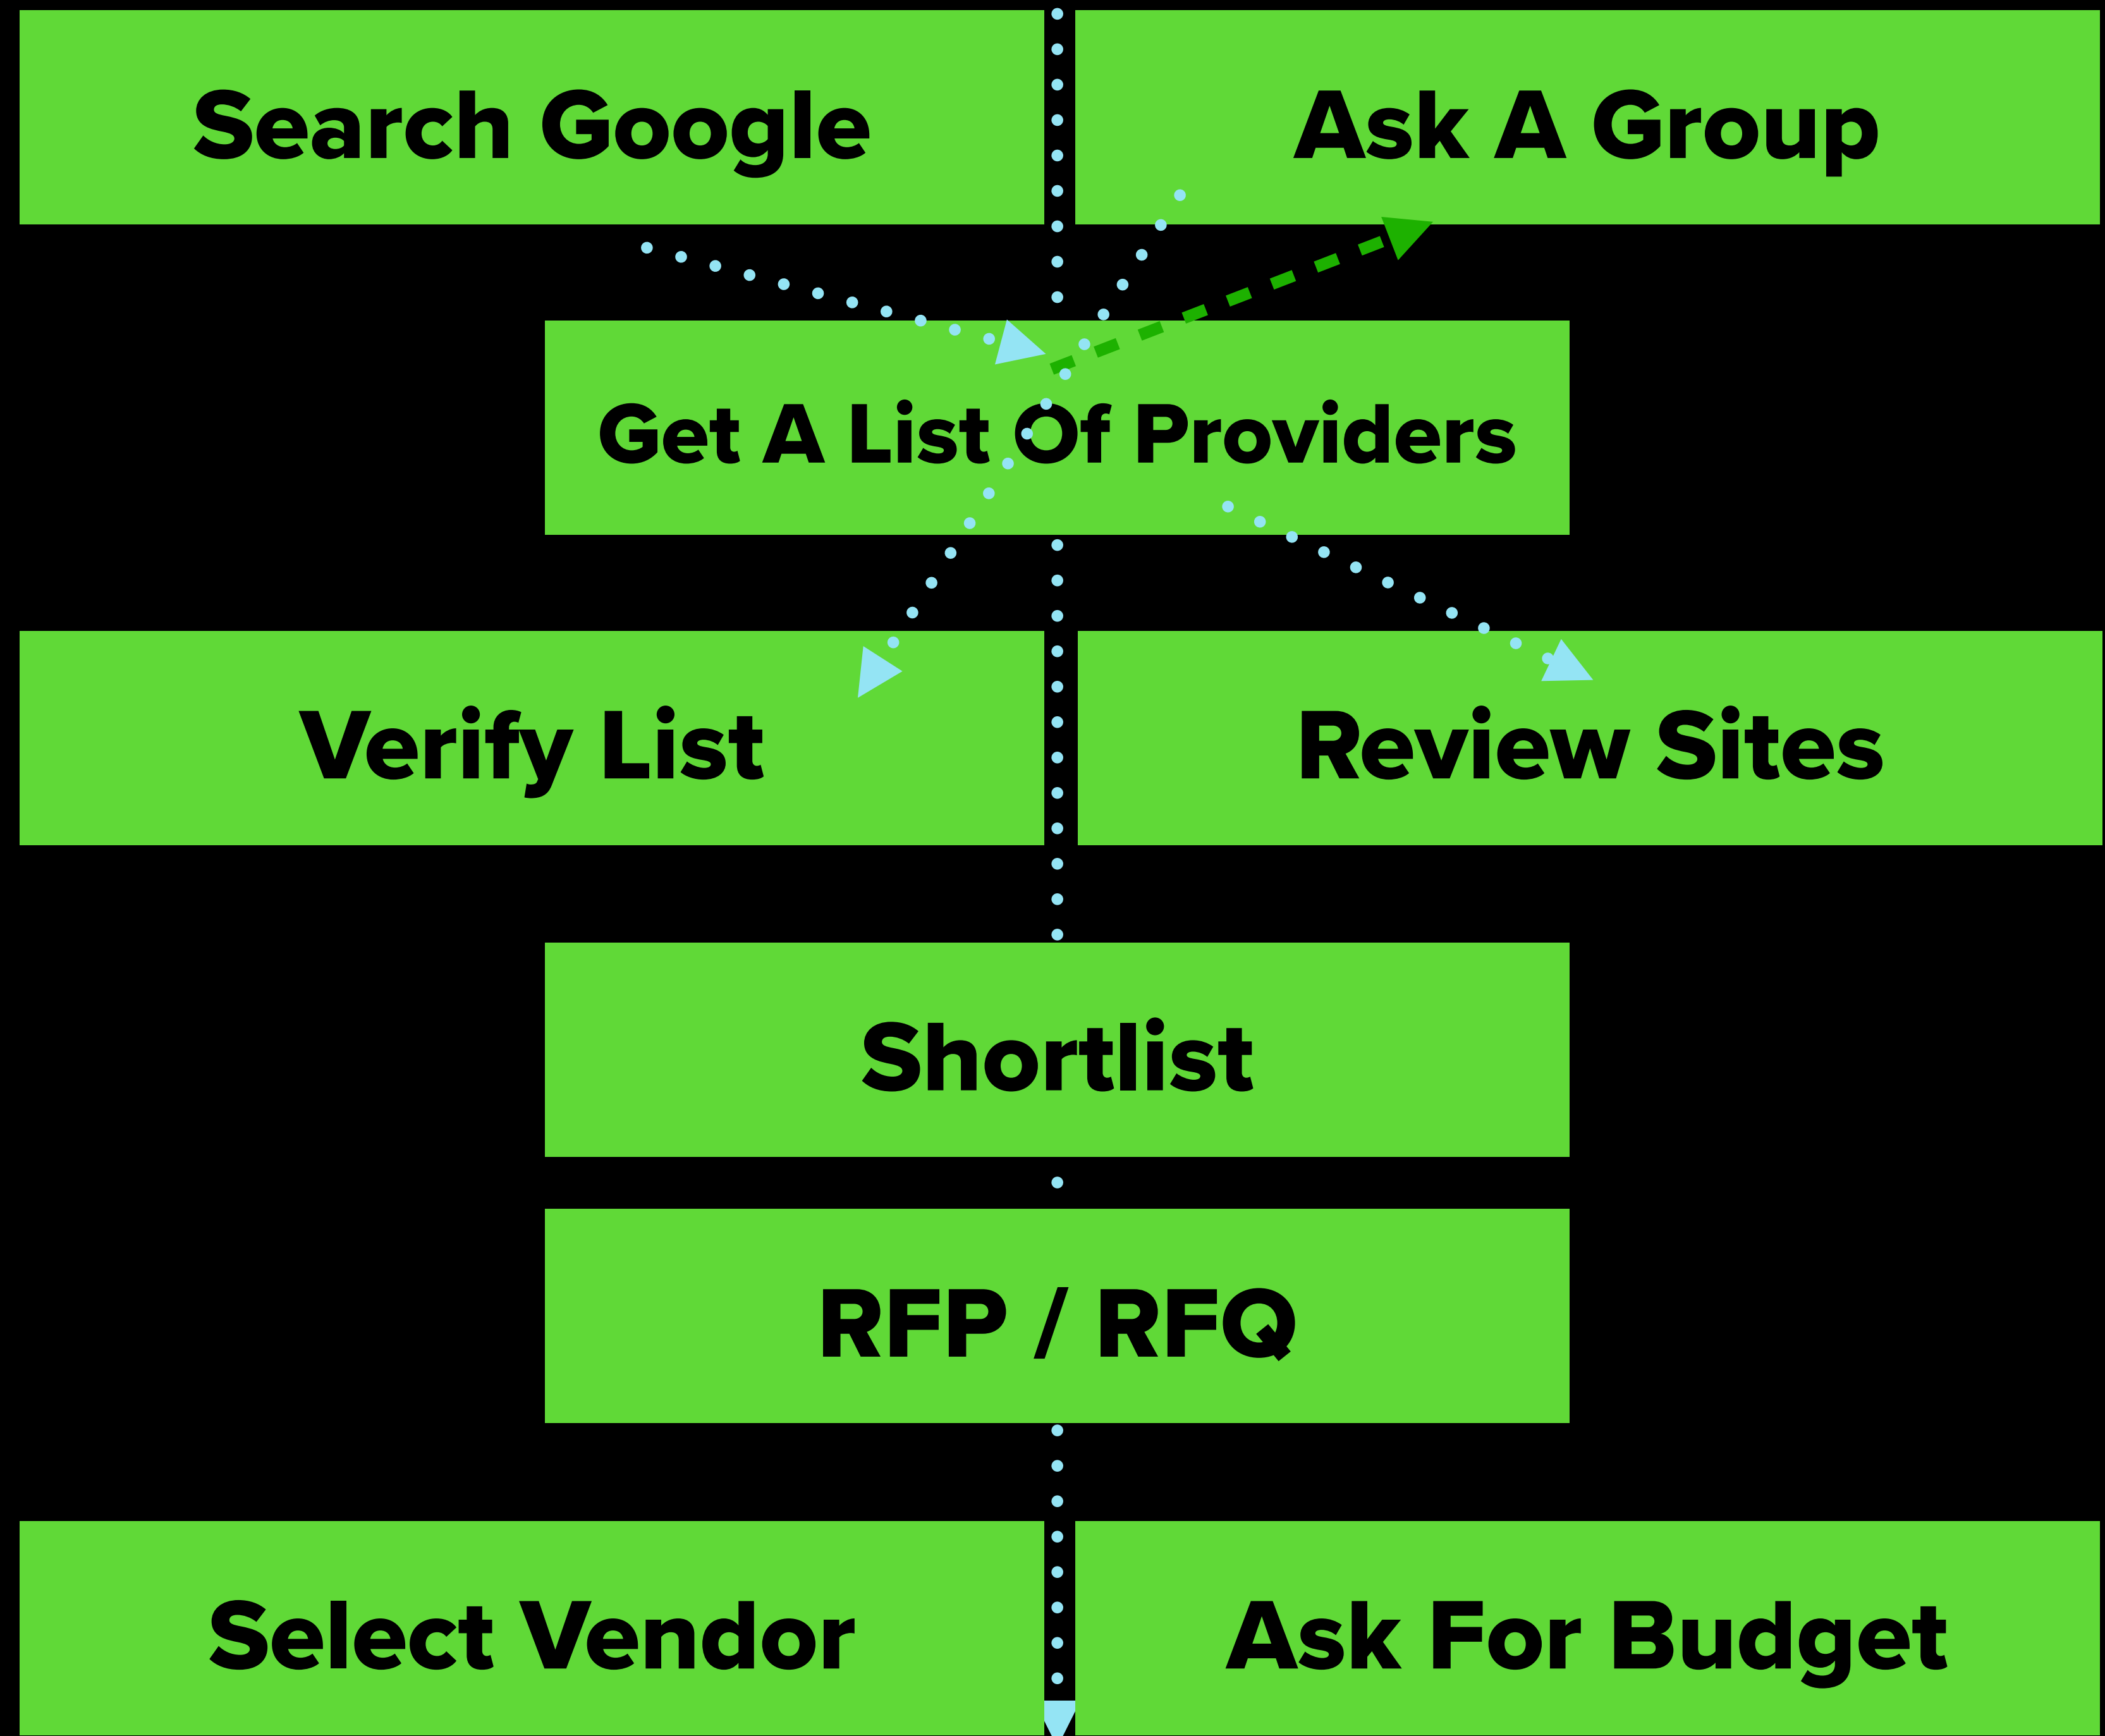 Search Google
Ask A Group
Get A List Of Providers
Verify List
Review Sites
Shortlist
RFP / RFQ
Select Vendor
Ask For Budget